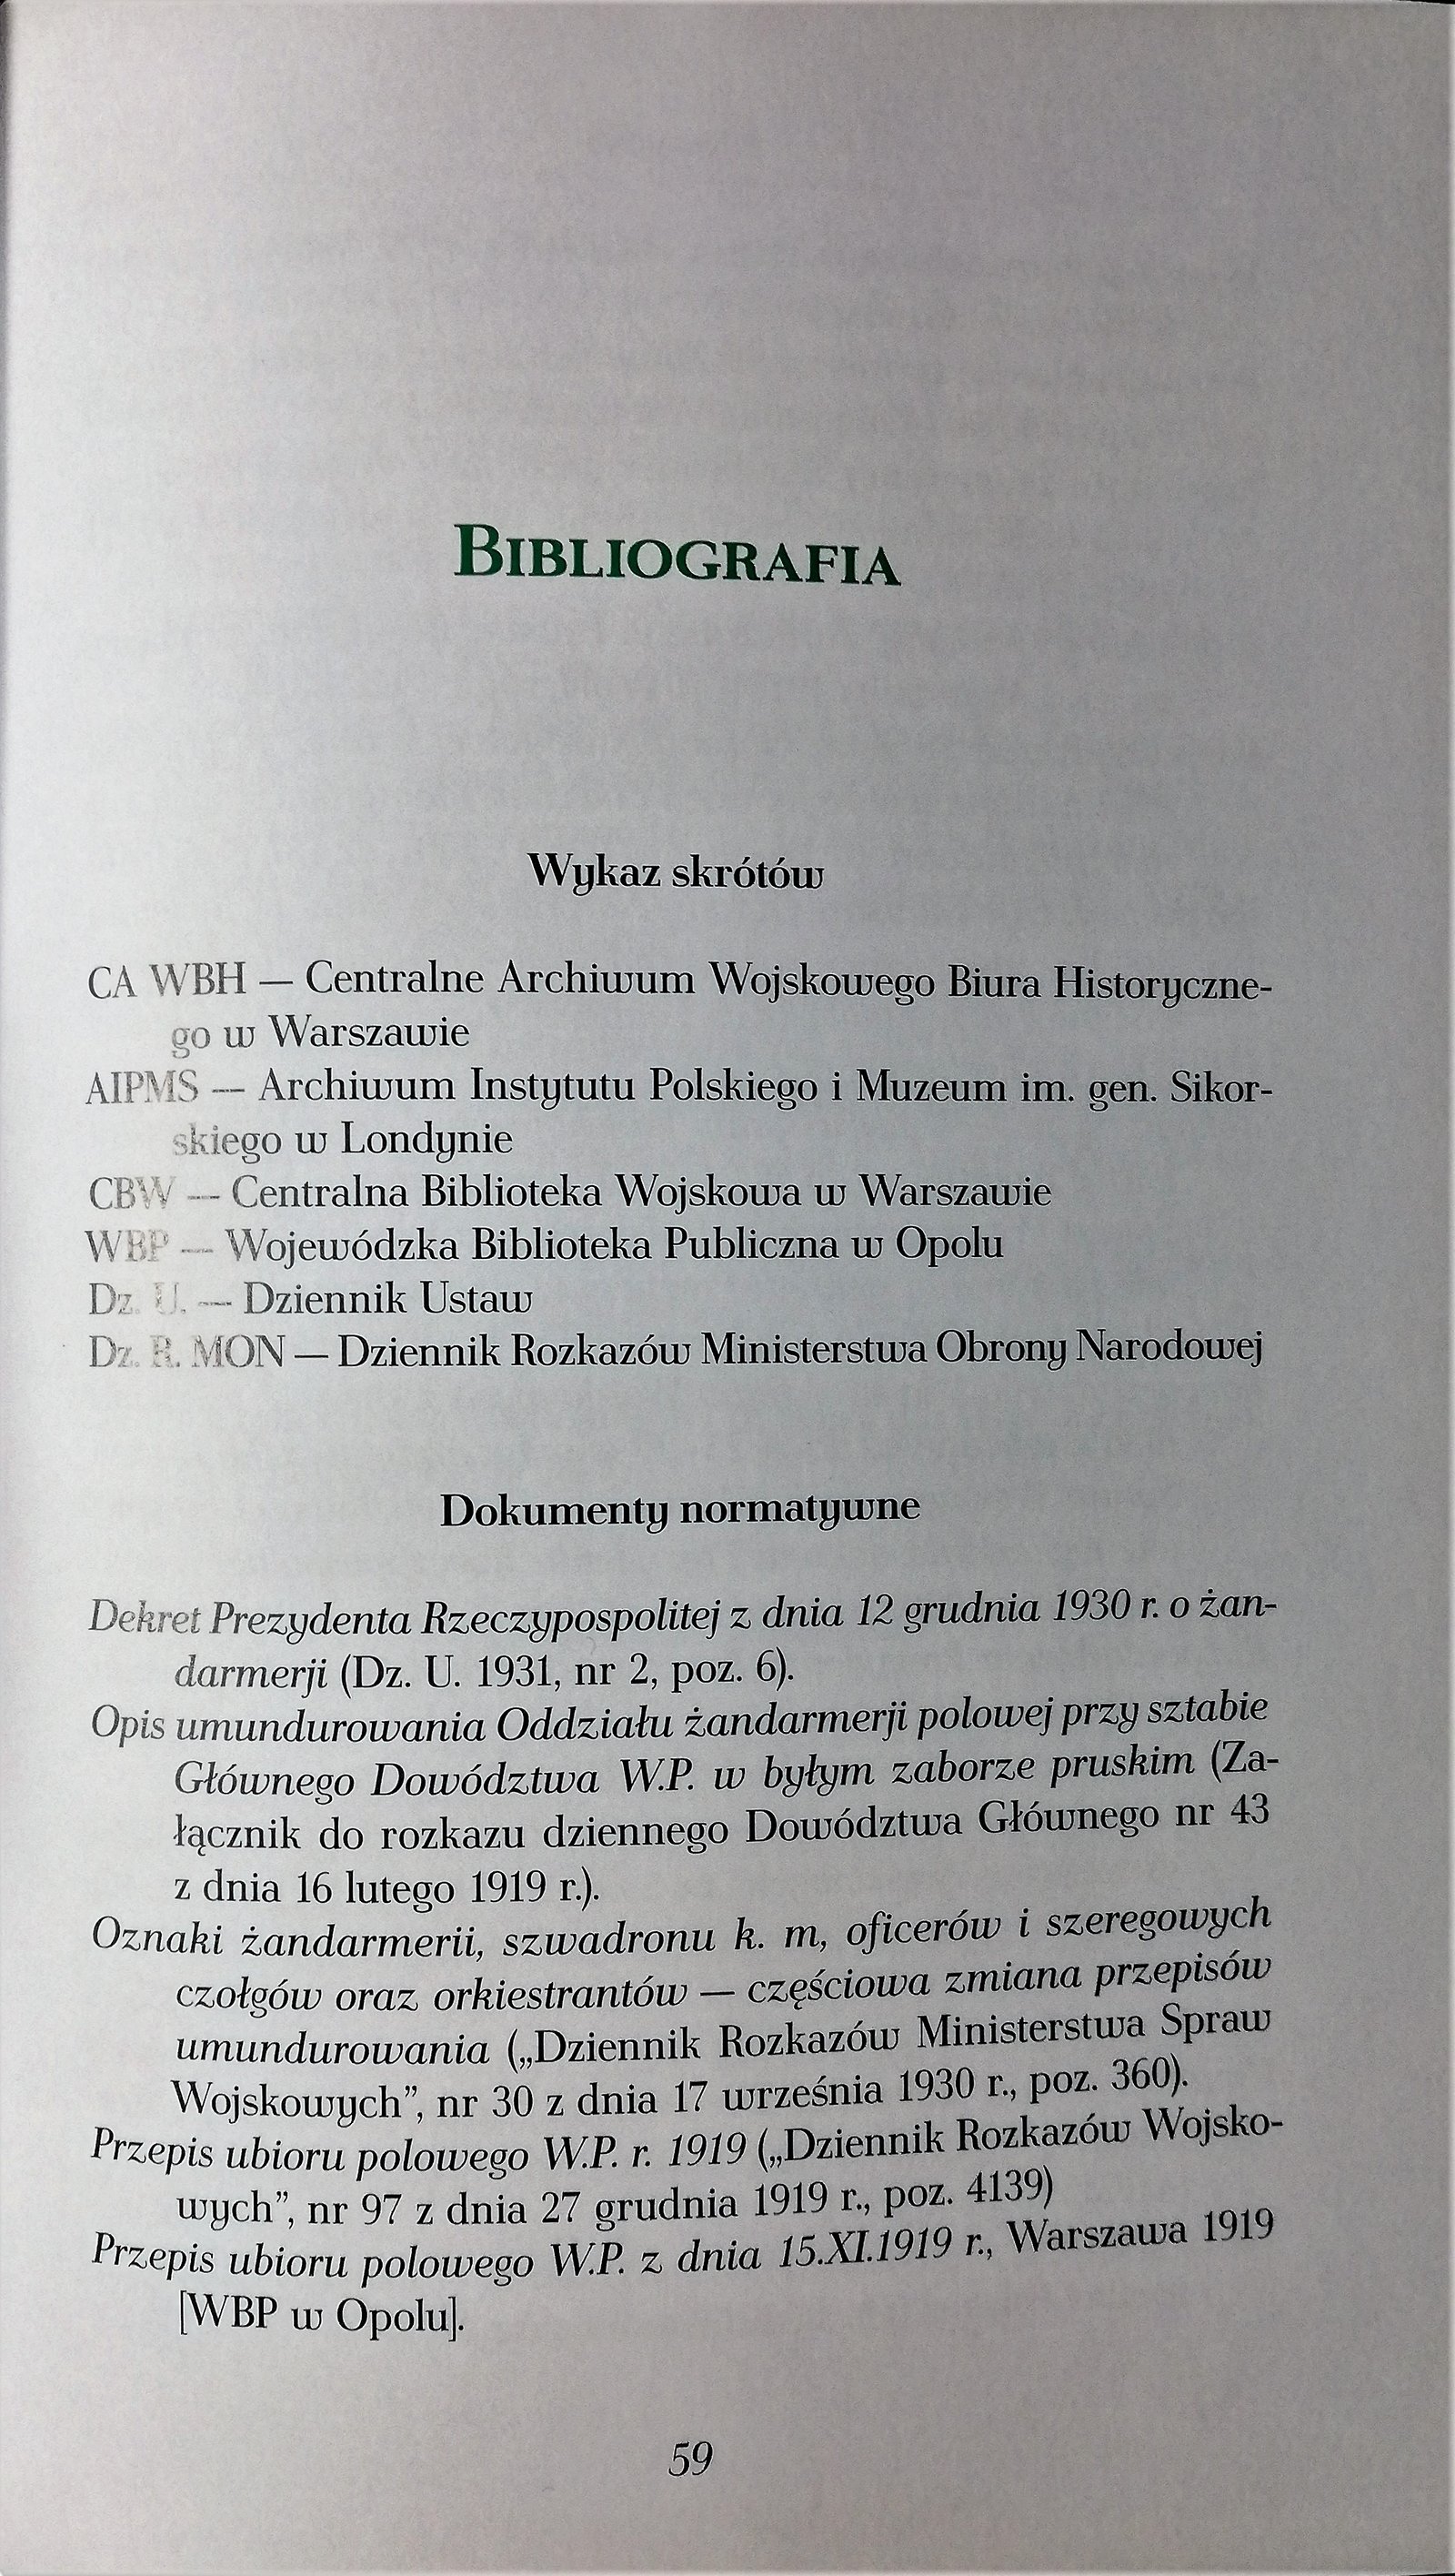 BIBLIOGRAFIA
Wykaz skrótów
CA WBH — Centralne Archiwum Wojskowego Biura Historyczne-
go w Warszawie
AIPMS — Archiwum Instytutu Polskiego i Muzeum im. gen. Sikor-
skiego w Londynie
CBW — Centralna Biblioteka Wojskowa w Warszawie
WBP — Wojewódzka Biblioteka Publiczna w Opolu
Dz. U. — Dziennik Ustaw
Dz. R. MON — Dziennik Rozkazów Ministerstwa Obrony Narodowej
Dokumenty normatywne
Dekret Prezydenta Rzeczypospolitej z dnia 12 grudnia 1930 r. o żan-
darmerji (Dz. U. 1931, nr 2, poz. 6).
Opis umundurowania Oddziału żandarmerji polowej przy sztabie
Głównego Dowództwa W.P. w byłym zaborze pruskim (Za-
łącznik do rozkazu dziennego Dowództwa Głównego nr 43
z dnia 16 lutego 1919 r.).
Oznaki żandarmerii, szwadronu k. m, oficerów i szeregowych
czołgów oraz orkiestrantów — częściowa zmiana przepisów
umundurowania („Dziennik Rozkazów Ministerstwa Spraw
Wojskowych”, nr 30 z dnia 17 września 1930 r., poz. 360).
Przepis ubioru polowego W.P. r. 1919 („Dziennik Rozkazów Wojsko-
wych”, nr 97 z dnia 27 grudnia 1919 r., poz. 4139)
Przepis ubioru polowego W.P. z dnia 15.XI.1919 r., Warszawa 1919
[WBP w Opolu].
59